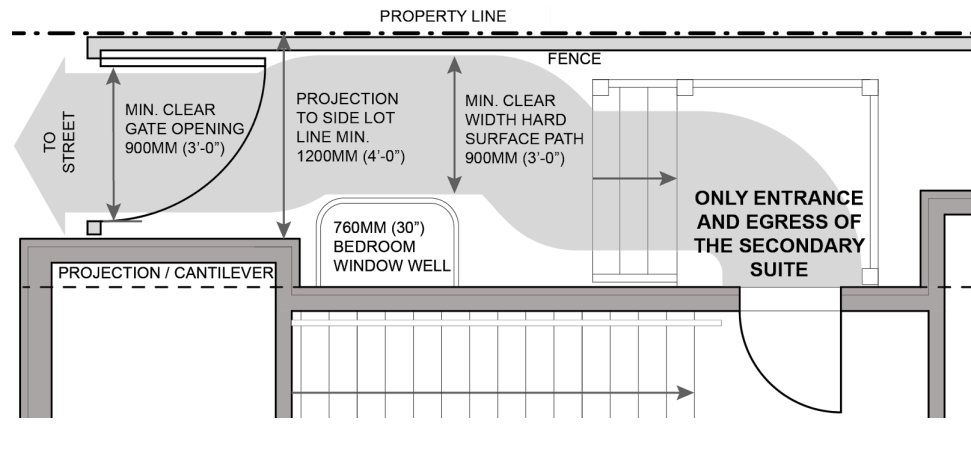 PROPERTY LINE
FENCE
TO
STREET
MIN. CLEAR
GATE OPENING
900MM (3'-0")
PROJECTION
TO SIDE LOT
LINE MIN.
1200MM (4'-0")
MIN. CLEAR
WIDTH HARD
SURFACE PATH
900MM (3'-0")
ONLY ENTRANCE
AND EGRESS OF
THE SECONDARY
SUITE
760MM (30")
BEDROOM
WINDOW WELL
PROJECTION / CANTILEVER